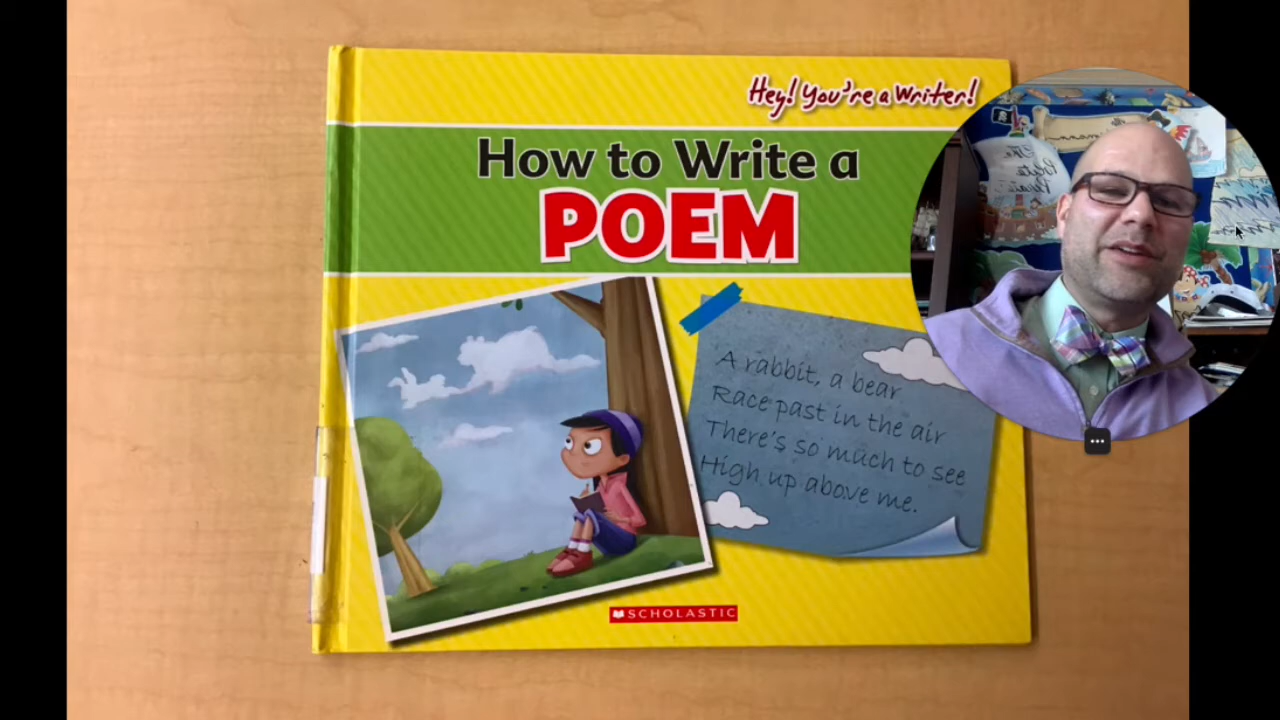 Hey! You're a Writer!
How to Write a
POEM
A rabbit, a bear
Race past in the air
There's so much to see
High up above me.
SCHOLASTIC